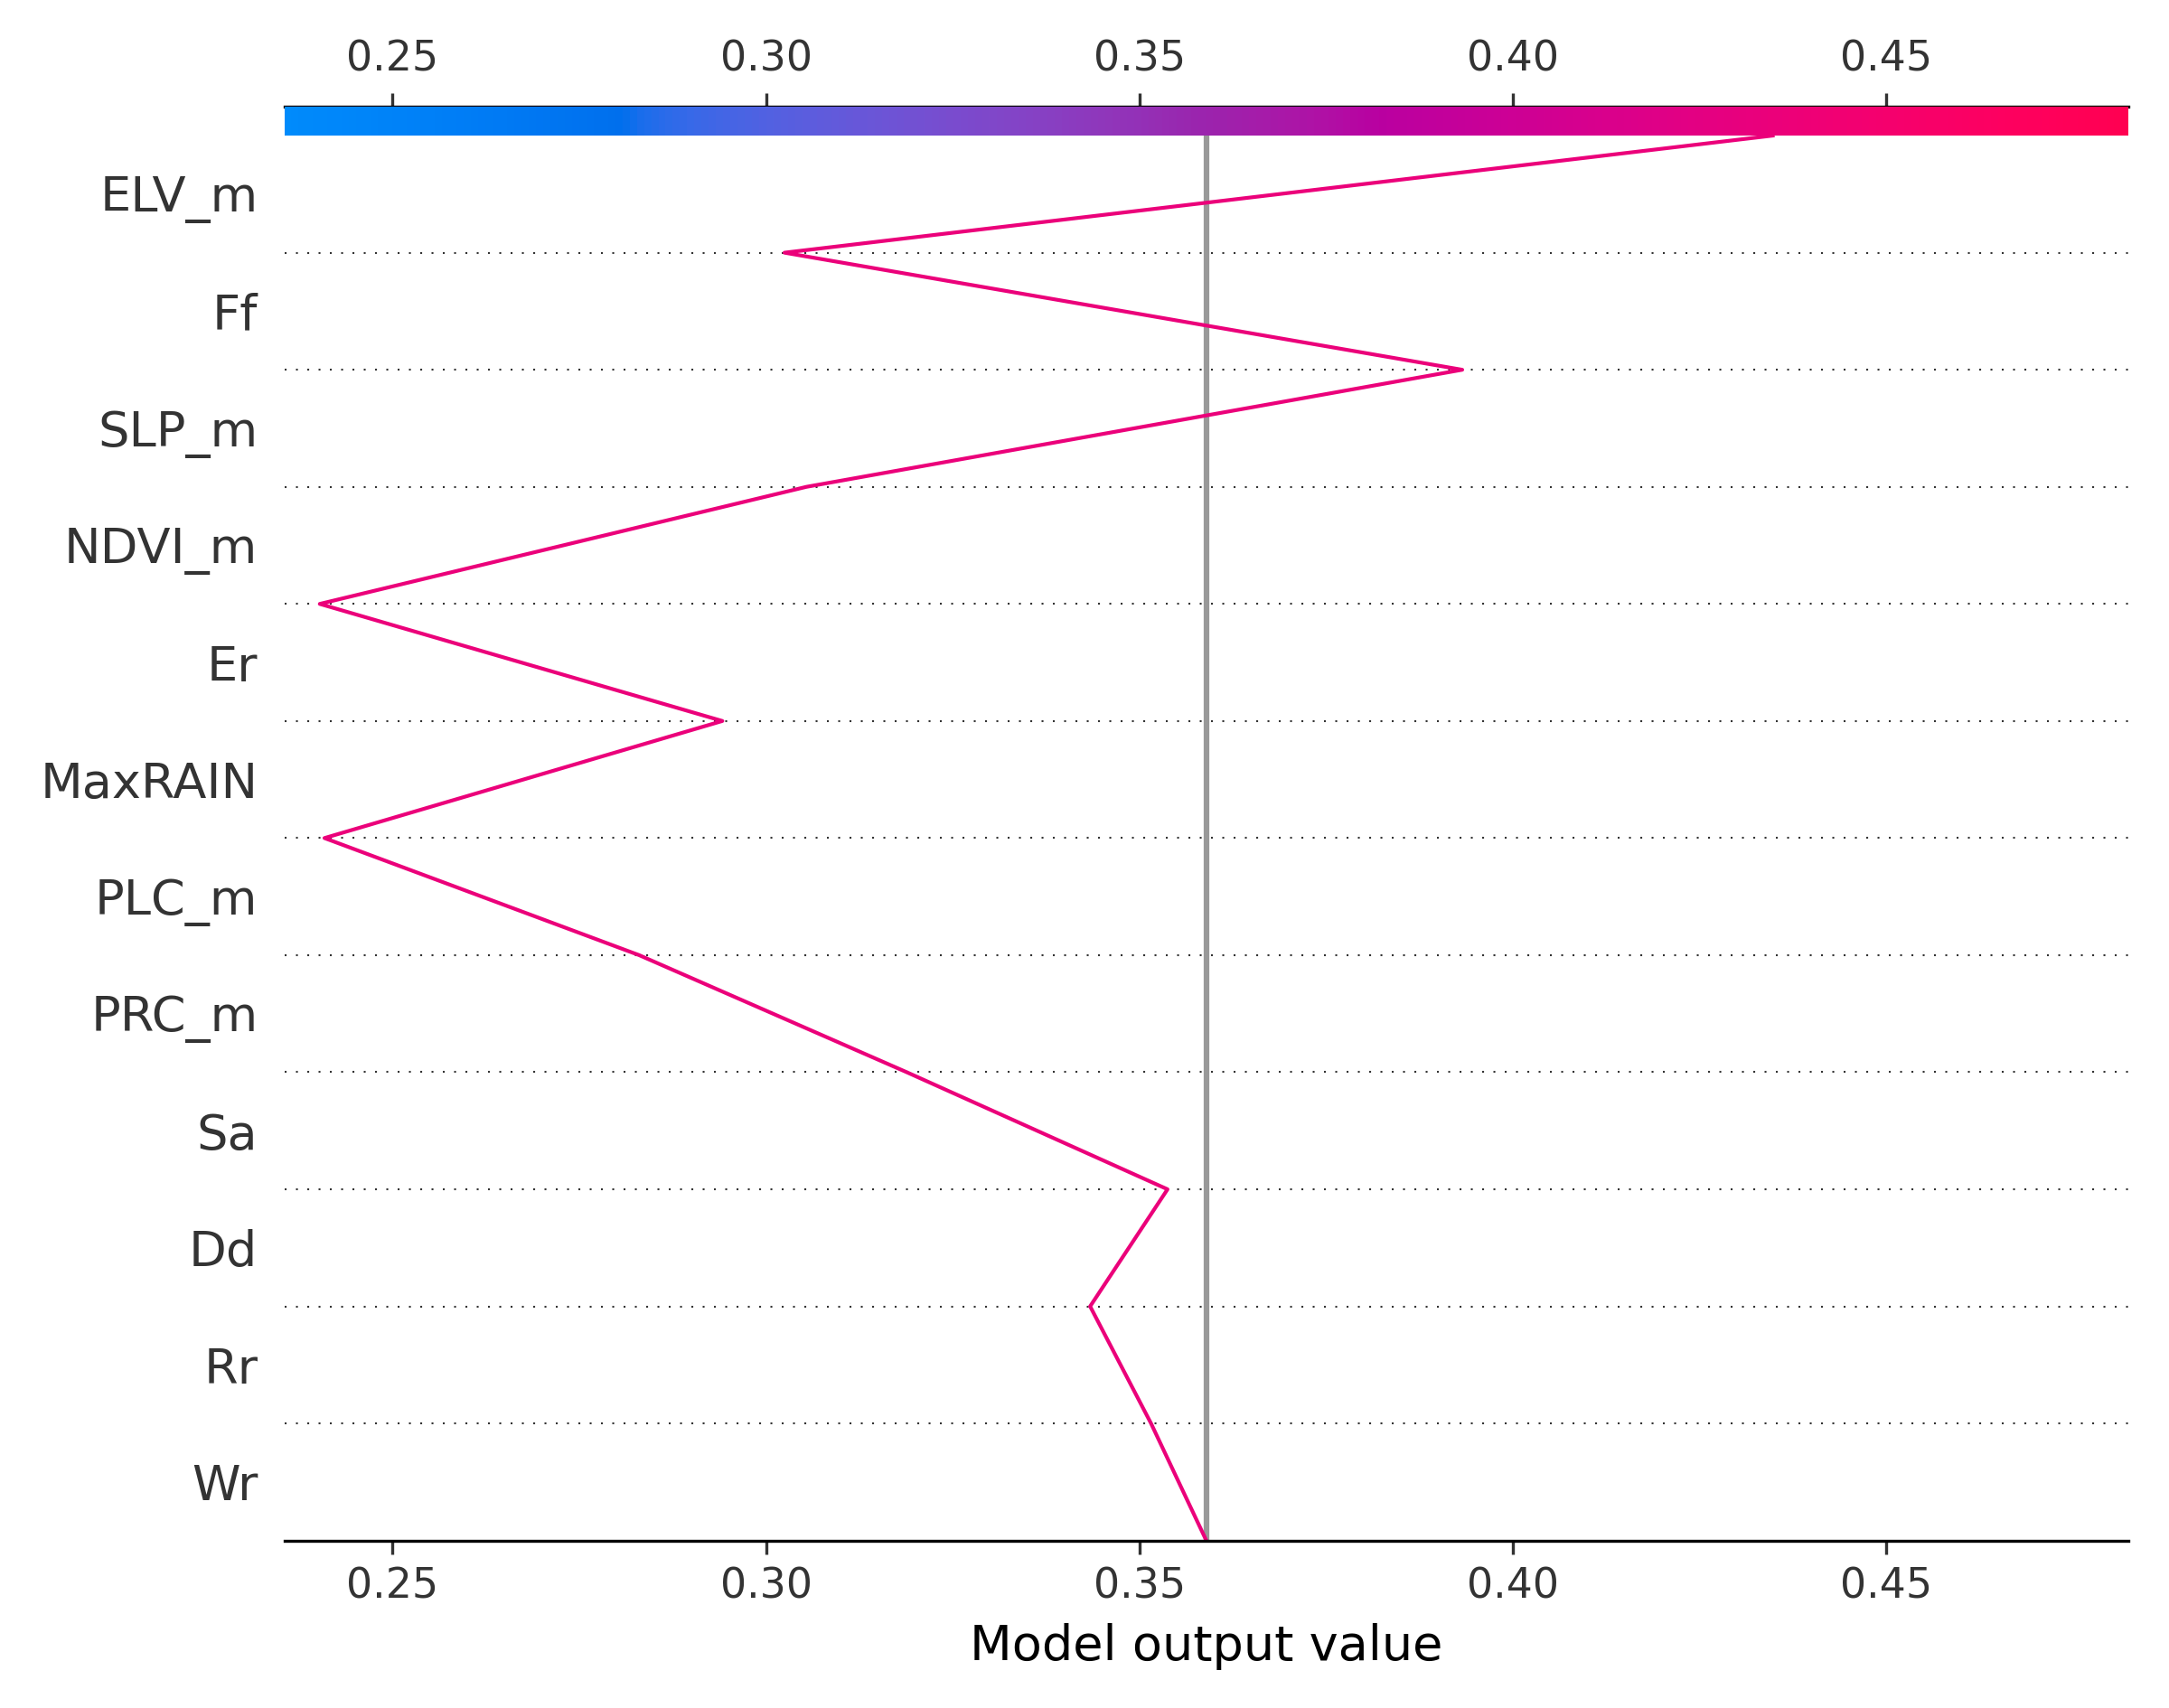 0.25 0.30 0.35 0.40 0.45
ELV_m
Ff
SLP_m
NDVI_m
Er
MaxRAIN
PLC_m
PRC_m
Sa
Dd
Rr
Wr
0.25 0.30 0.35 0.40 0.45
Model output value